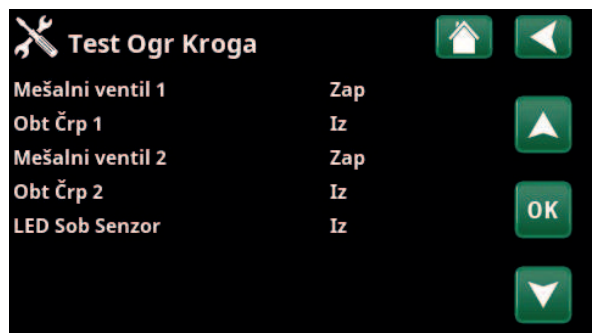 Test Ogr Kroga
Mešalni ventil 1 Zap
Obt Črp 1 Iz
Mešalni ventil 2 Zap
Obt Črp 2 Iz
LED Sob Senzor Iz
OK